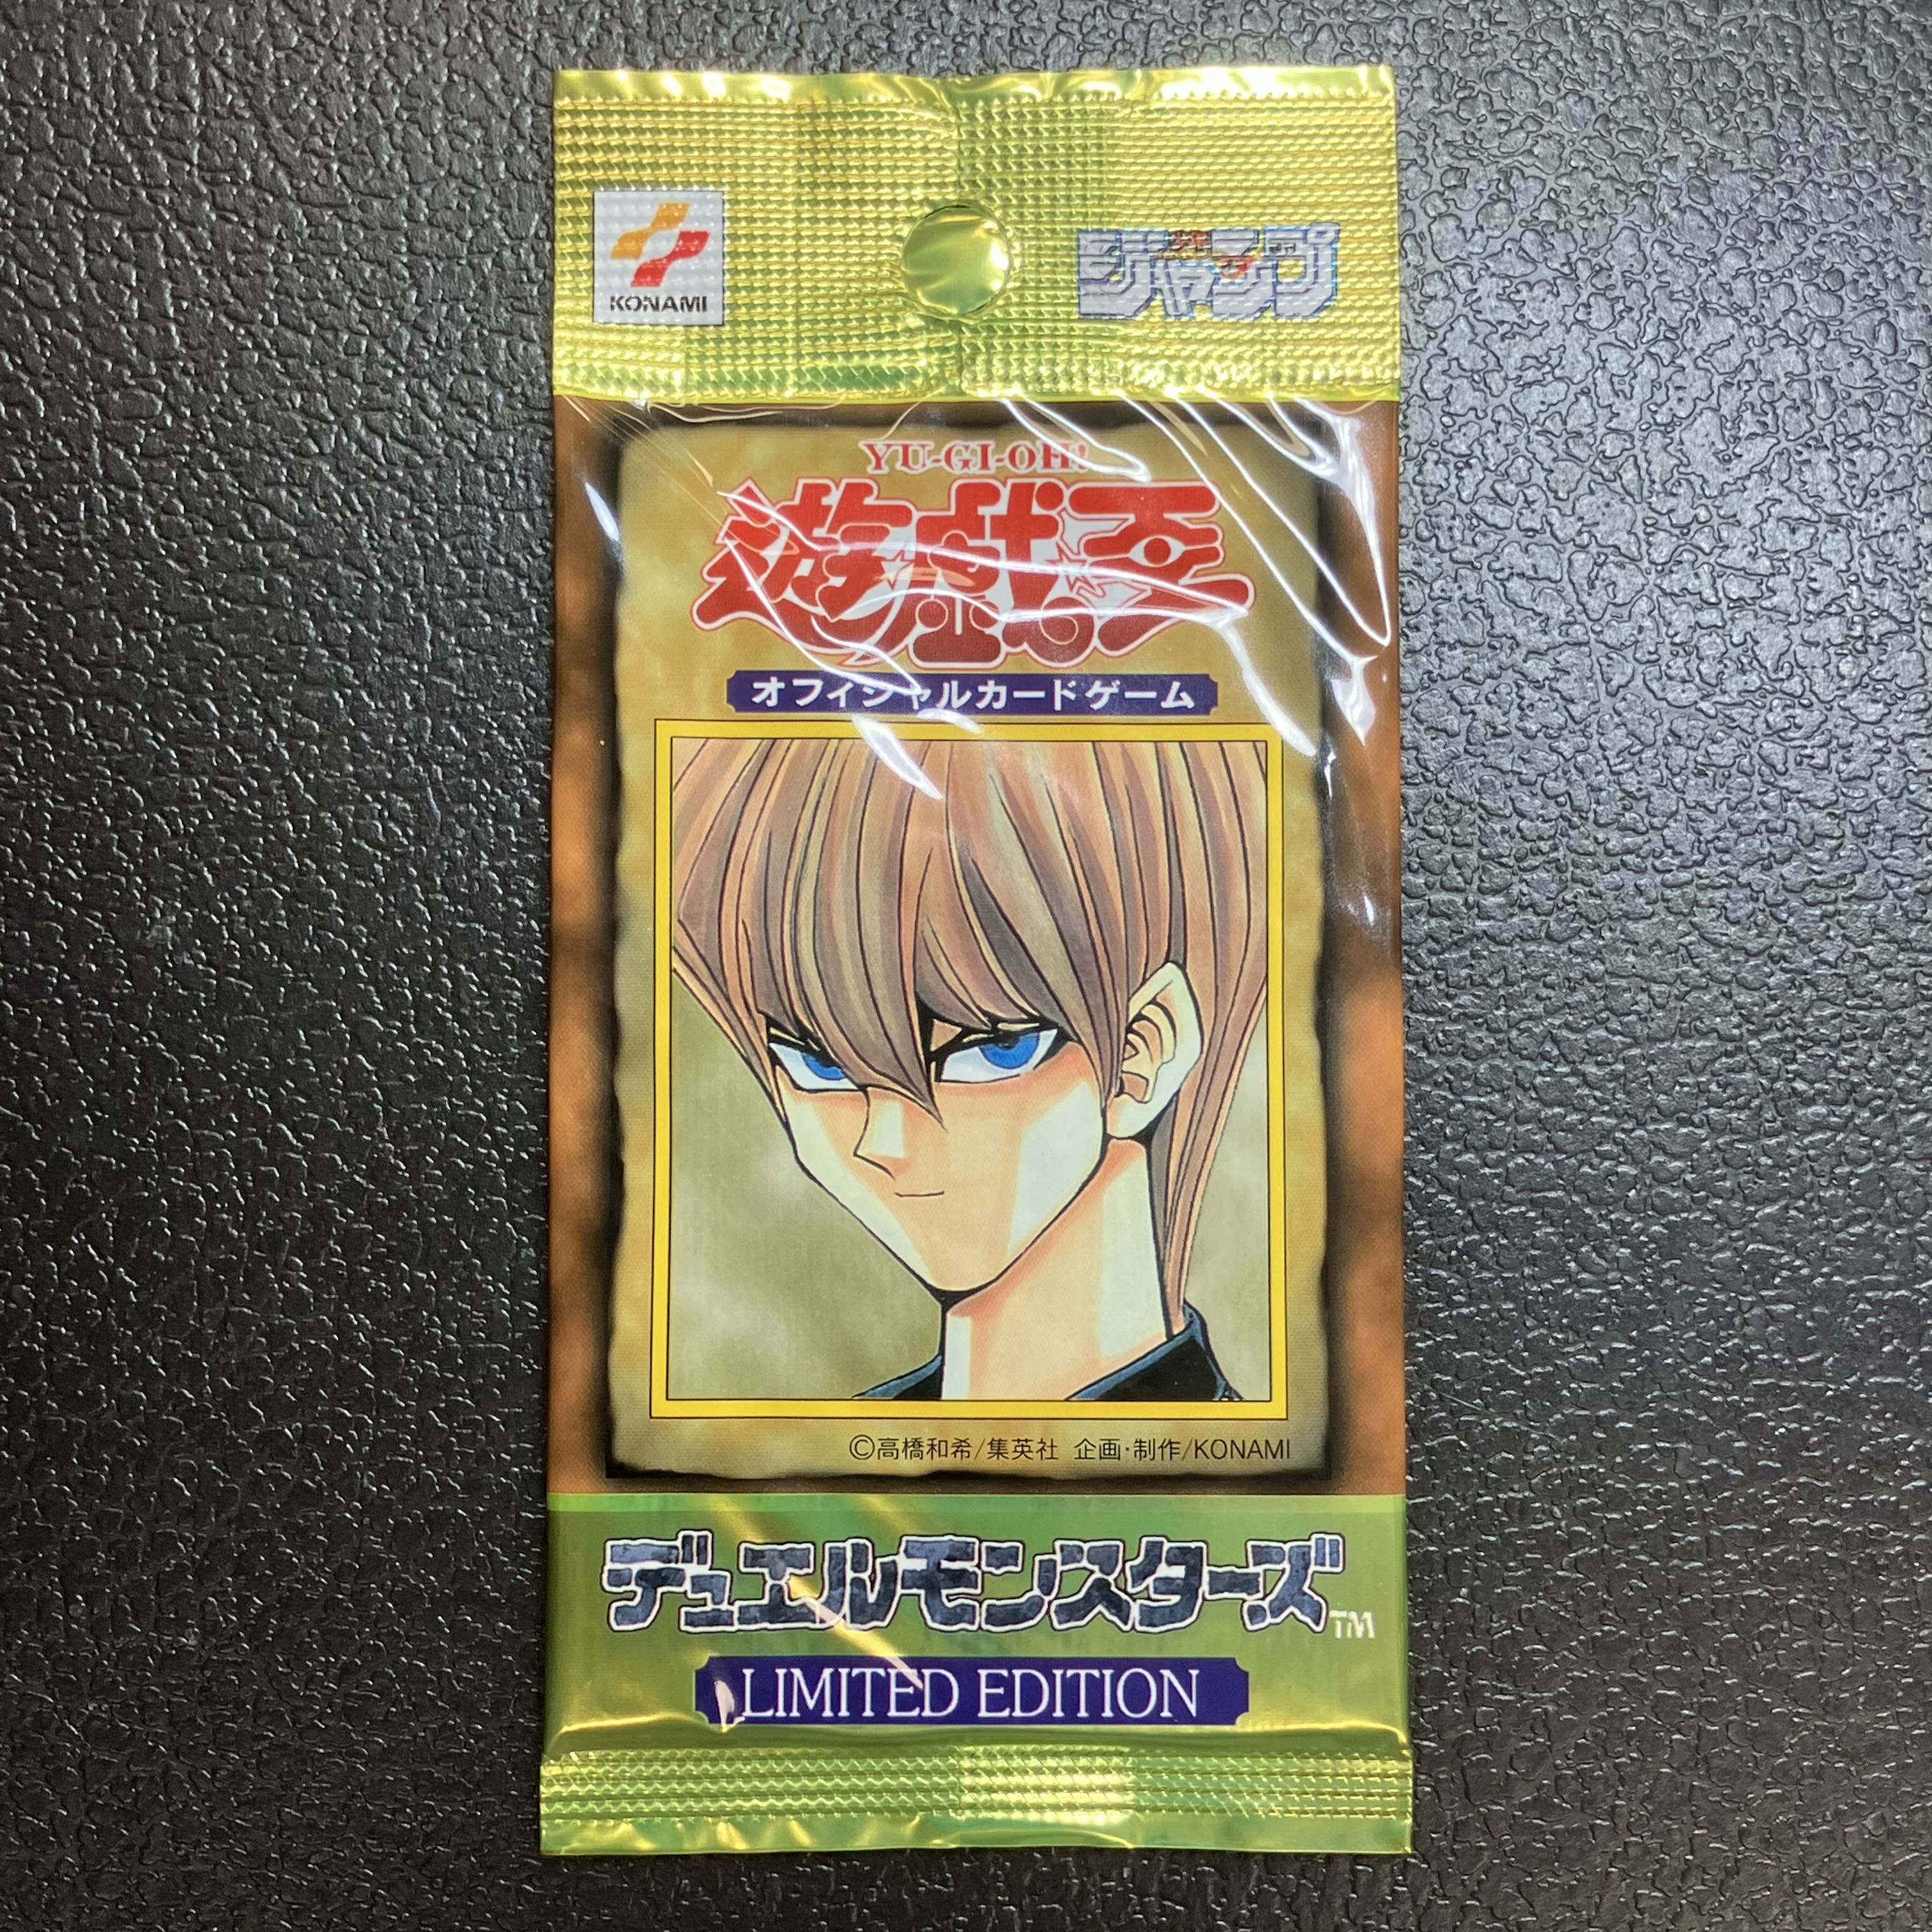 KONAMI
ジャンプ
YU-GI-OH!
遊戯王
オフィシャルカードゲーム
©高橋和希/集英社 企画・制作/KONAMI
デュエルモンスターズTM
LIMITED EDITION